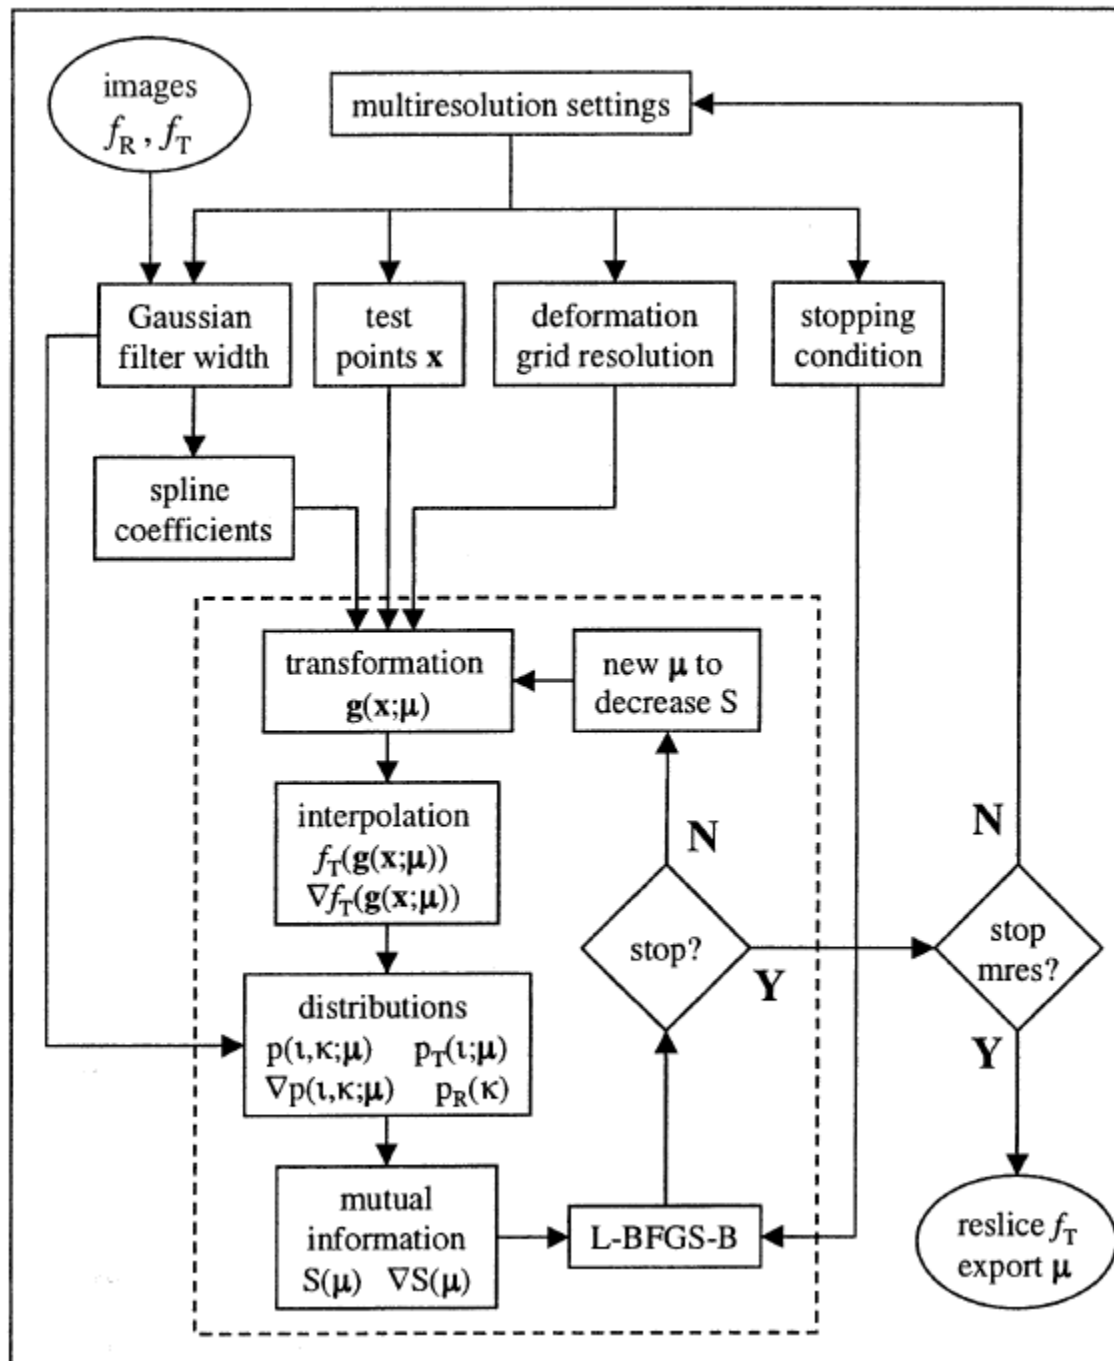 images
f_R , f_T
multiresolution settings
Gaussian
filter width
test
points x
deformation
grid resolution
stopping
condition
spline
coefficients
transformation
g(x;μ)
new μ to
decrease S
interpolation
f_T(g(x;μ))
∇f_T(g(x;μ))
N
stop?
Y
N
stop
mres?
Y
distributions
p(ι,κ;μ) p_T(ι;μ)
∇p(ι,κ;μ) p_R(κ)
mutual
information
S(μ) ∇S(μ)
L-BFGS-B
reslice f_T
export μ